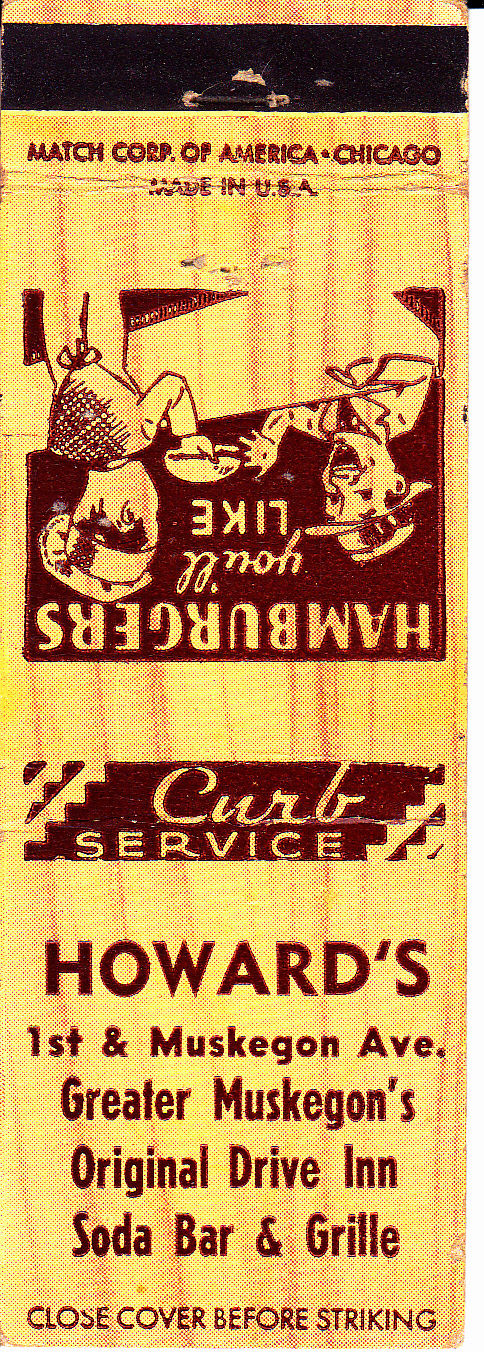 MATCH CORP. OF AMERICA • CHICAGO
MADE IN U.S.A.
HAMBURGERS
you'll
LIKE
Curb
SERVICE
HOWARD'S
1st & Muskegon Ave.
Greater Muskegon's
Original Drive Inn
Soda Bar & Grille
CLOSE COVER BEFORE STRIKING